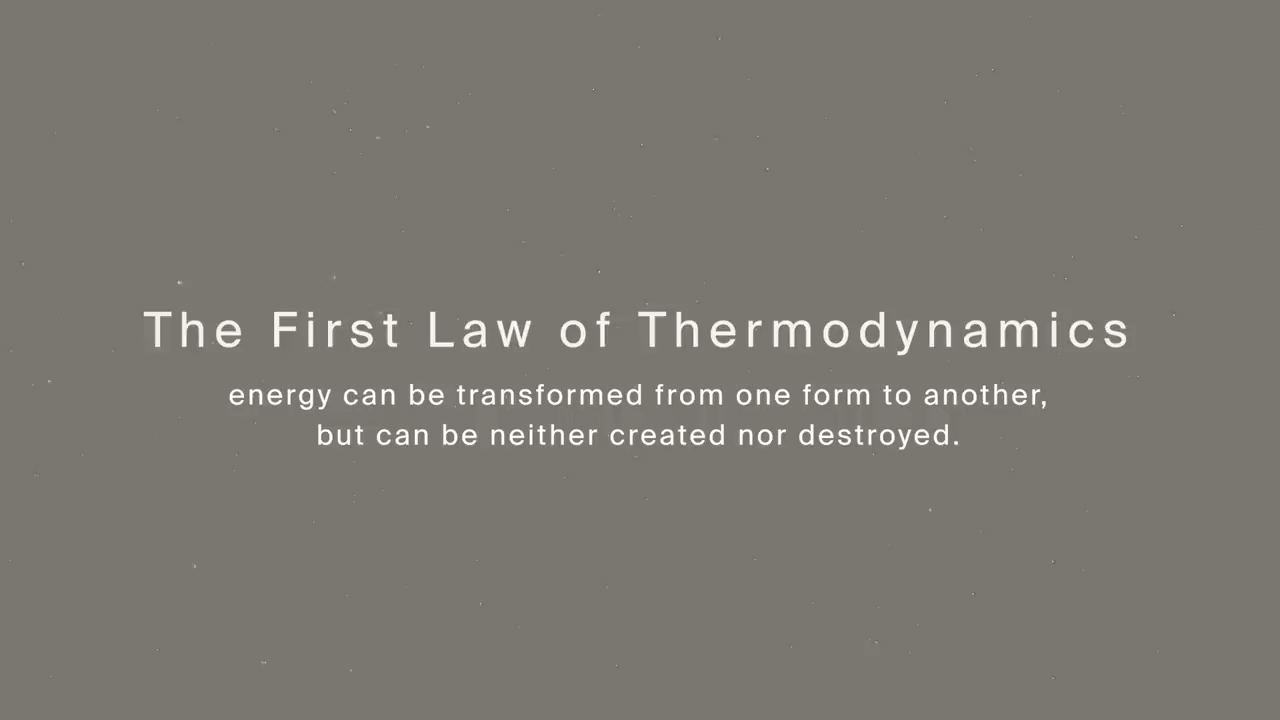 The First Law of Thermodynamics
energy can be transformed from one form to another,
but can be neither created nor destroyed.